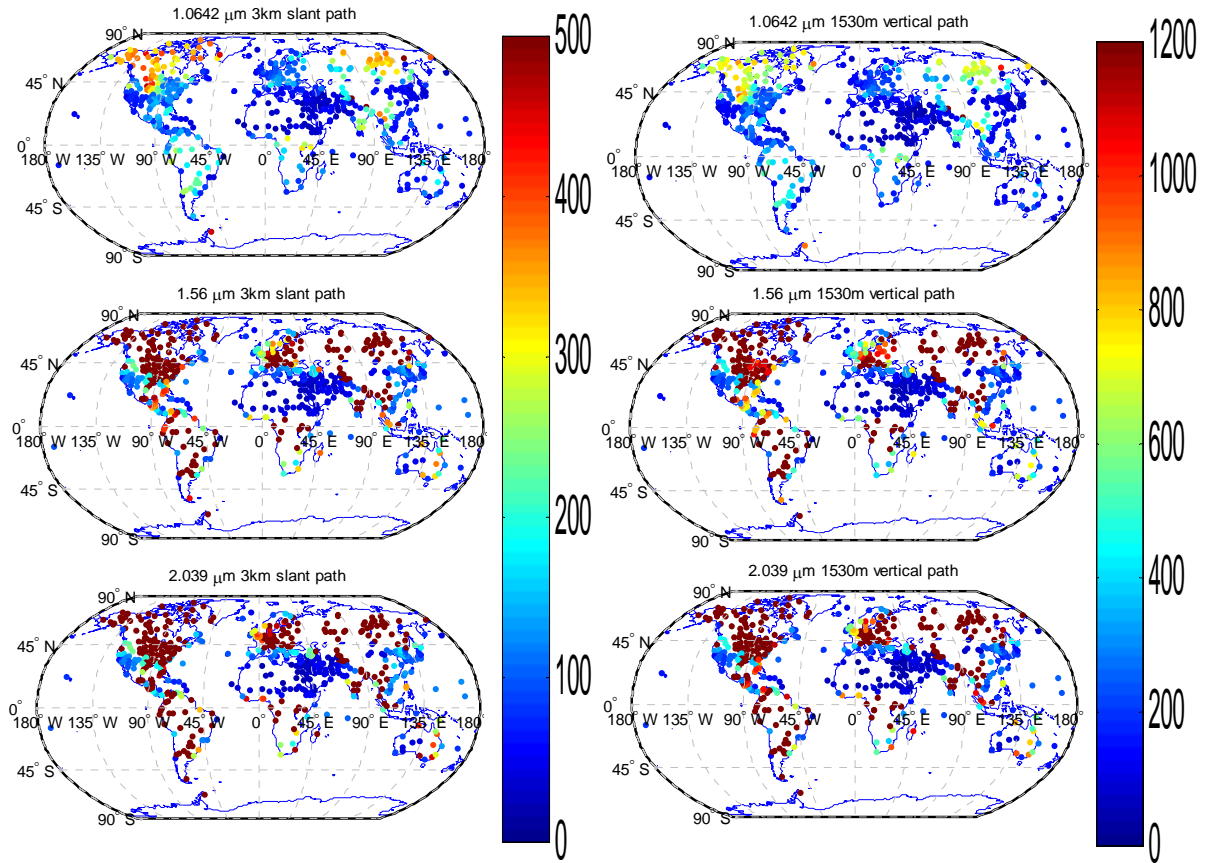 1.0642 μm 3km slant path
90° N
45° N
0°
180° W 135° W 90° W 45° W 0° 45° E 90° E 135° E 180° E
45° S
90° S
500
400
300
200
100
0
1.0642 μm 1530m vertical path
90° N
45° N
0°
180° W 135° W 90° W 45° W 0° 45° E 90° E 135° E 180° E
45° S
90° S
1200
1000
800
600
400
200
0
1.56 μm 3km slant path
90° N
45° N
0°
180° W 135° W 90° W 45° W 0° 45° E 90° E 135° E 180° E
45° S
90° S
1.56 μm 1530m vertical path
90° N
45° N
0°
180° W 135° W 90° W 45° W 0° 45° E 90° E 135° E 180° E
45° S
90° S
2.039 μm 3km slant path
90° N
45° N
0°
180° W 135° W 90° W 45° W 0° 45° E 90° E 135° E 180° E
45° S
90° S
2.039 μm 1530m vertical path
90° N
45° N
0°
180° W 135° W 90° W 45° W 0° 45° E 90° E 135° E 180° E
45° S
90° S